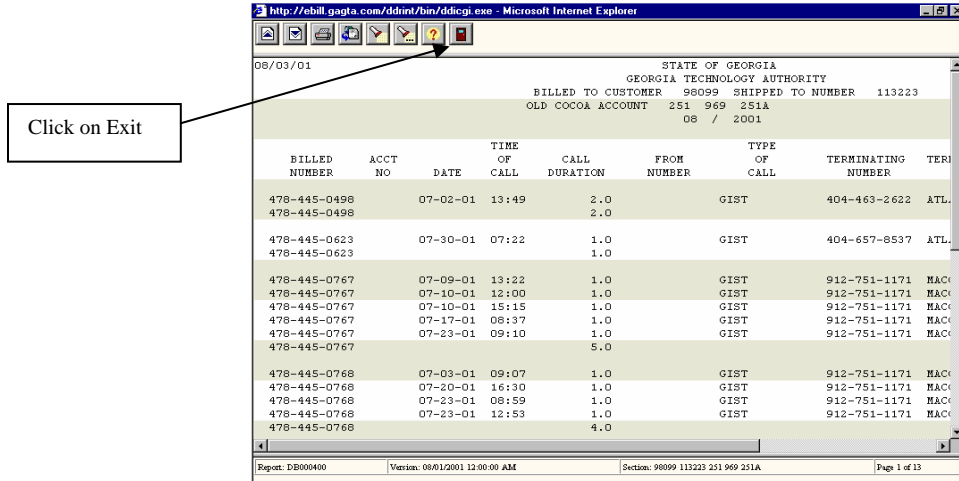 http://ebill.gagta.com/ddrint/bin/ddicgi.exe - Microsoft Internet Explorer
Click on Exit
08/03/01 STATE OF GEORGIA
GEORGIA TECHNOLOGY AUTHORITY
BILLED TO CUSTOMER 98099 SHIPPED TO NUMBER 113223
OLD COCOA ACCOUNT 251 969 251A
08 / 2001
TIME TYPE
BILLED ACCT OF CALL FROM OF TERMINATING TERM
NUMBER NO DATE CALL DURATION NUMBER CALL NUMBER
478-445-0498 07-02-01 13:49 2.0 GIST 404-463-2622 ATL
478-445-0498 2.0
478-445-0623 07-30-01 07:22 1.0 GIST 404-657-8537 ATL
478-445-0623 1.0
478-445-0767 07-09-01 13:22 1.0 GIST 912-751-1171 MAC
478-445-0767 07-10-01 12:00 1.0 GIST 912-751-1171 MAC
478-445-0767 07-10-01 15:15 1.0 GIST 912-751-1171 MAC
478-445-0767 07-17-01 08:37 1.0 GIST 912-751-1171 MAC
478-445-0767 07-23-01 09:10 1.0 GIST 912-751-1171 MAC
478-445-0767 5.0
478-445-0768 07-03-01 09:07 1.0 GIST 912-751-1171 MAC
478-445-0768 07-20-01 16:30 1.0 GIST 912-751-1171 MAC
478-445-0768 07-23-01 08:59 1.0 GIST 912-751-1171 MAC
478-445-0768 07-23-01 12:53 1.0 GIST 912-751-1171 MAC
478-445-0768 4.0
Report: DB000400 Version: 08/01/2001 12:00:00 AM Section: 98099 113223 251 969 251A Page 1 of 13